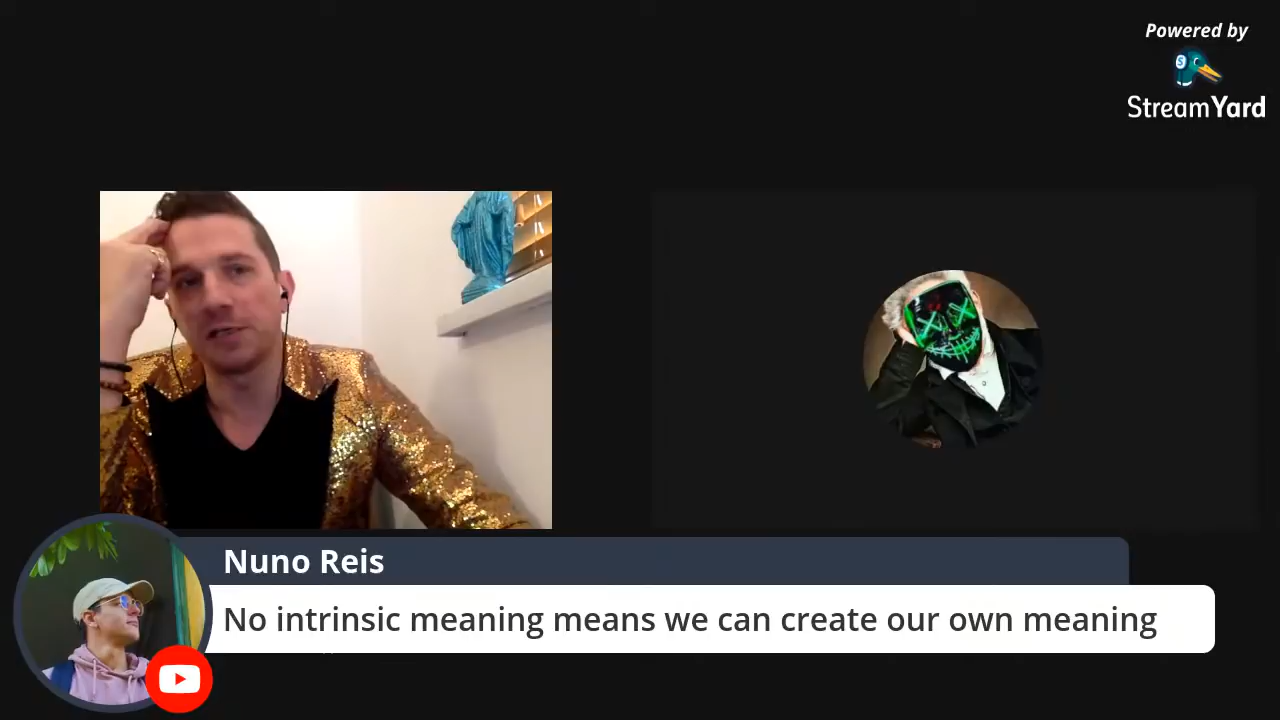 Powered by
StreamYard
Nuno Reis
No intrinsic meaning means we can create our own meaning